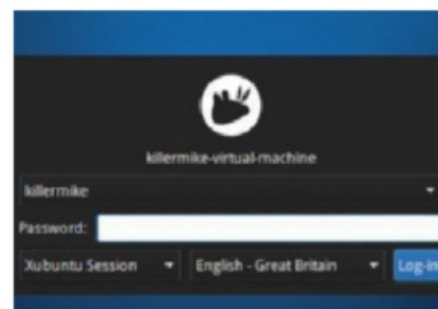 killermike-virtual-machine
killermike
Password:
Xubuntu Session English - Great Britain Log-in